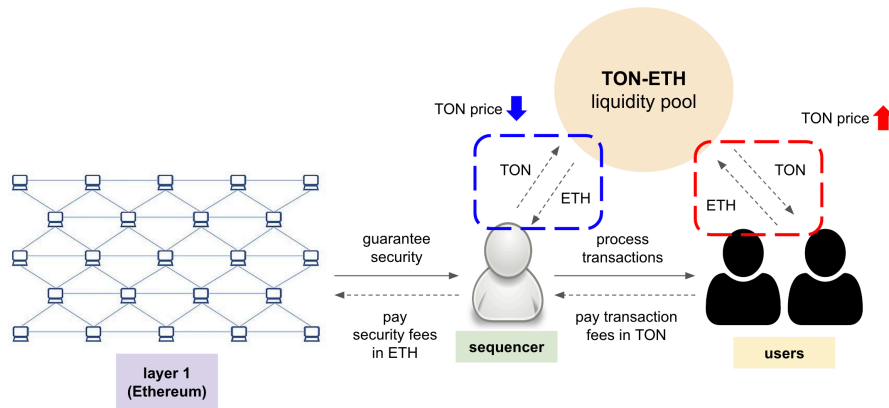 TON-ETH
liquidity pool
TON price
TON price
TON
ETH
TON
ETH
guarantee
security
process
transactions
pay
security fees
in ETH
pay transaction
fees in TON
sequencer
users
layer 1
(Ethereum)